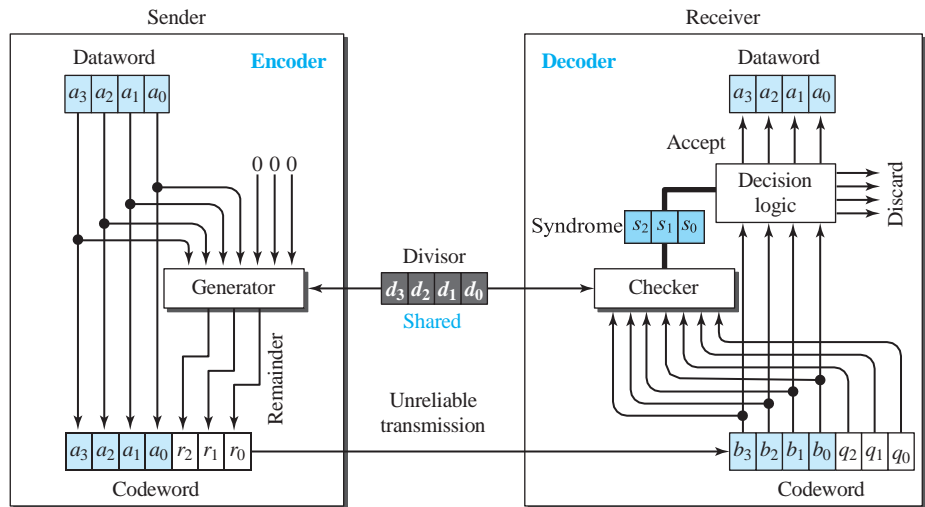 Sender
Receiver
Dataword
Encoder
a3 a2 a1 a0
0 0 0
Generator
Remainder
a3 a2 a1 a0 r2 r1 r0
Codeword
Divisor
d3 d2 d1 d0
Shared
Unreliable
transmission
Decoder
Dataword
a3 a2 a1 a0
Accept
Decision
logic
Discard
Syndrome
s2 s1 s0
Checker
b3 b2 b1 b0 q2 q1 q0
Codeword